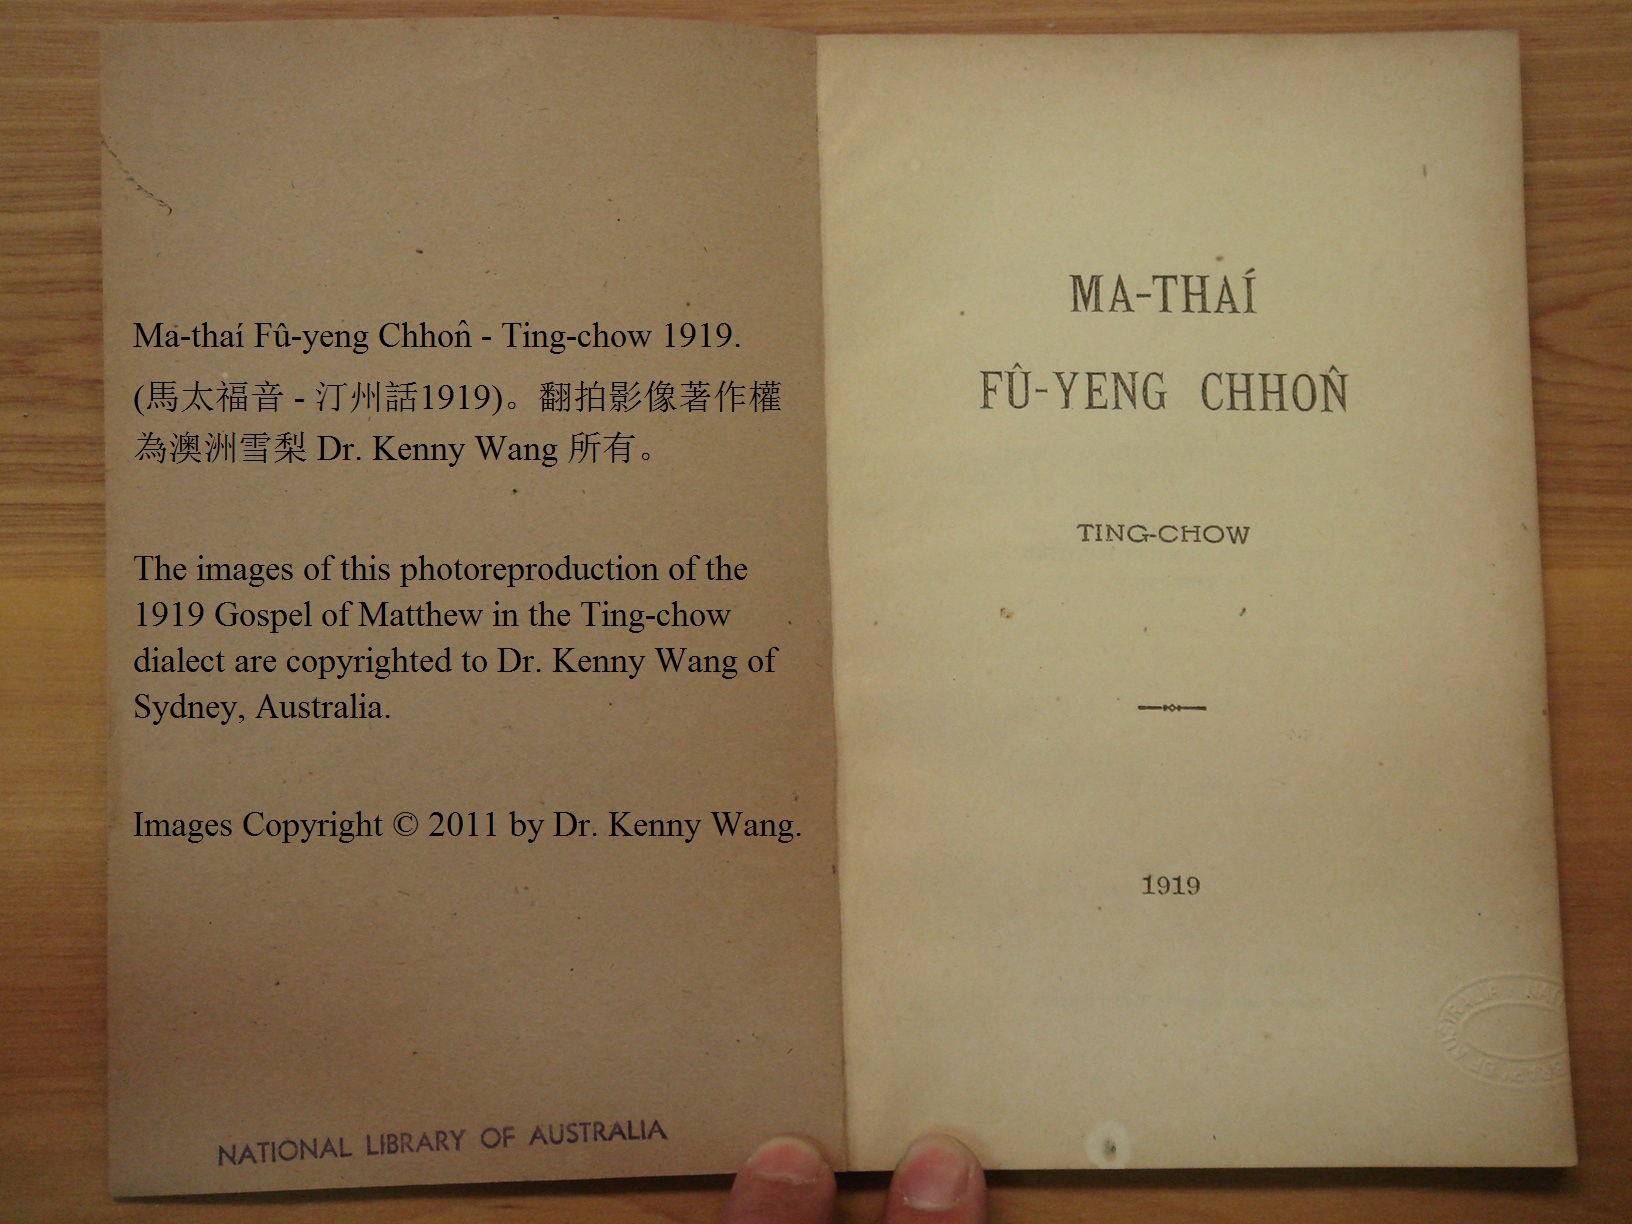 Ma-thaí Fû-yeng Chhon̂ - Ting-chow 1919.
(馬太福音 - 汀州話1919)。翻拍影像著作權
為澳洲雪梨 Dr. Kenny Wang 所有。
The images of this photoreproduction of the
1919 Gospel of Matthew in the Ting-chow
dialect are copyrighted to Dr. Kenny Wang of
Sydney, Australia.
Images Copyright © 2011 by Dr. Kenny Wang.
NATIONAL LIBRARY OF AUSTRALIA
MA-THAÍ
FÛ-YENG CHHON̂
TING-CHOW
1919